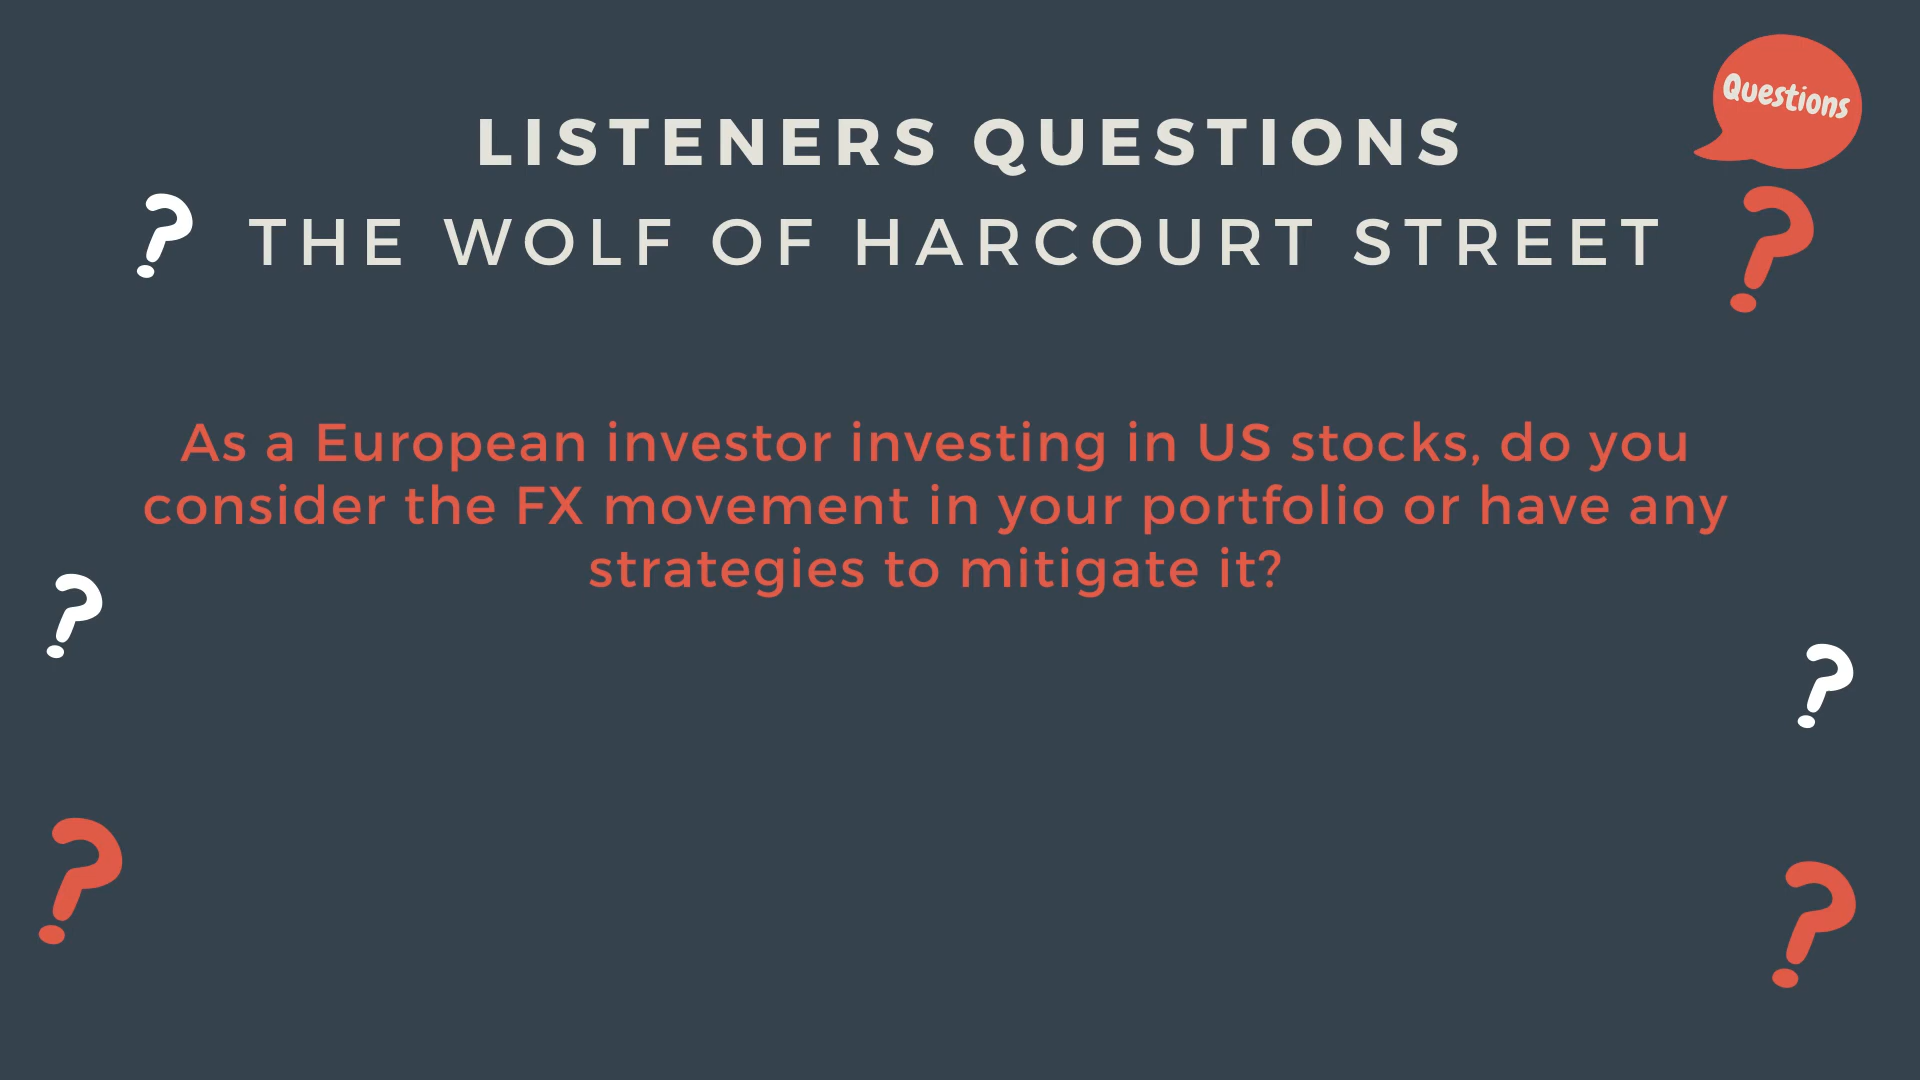 Questions
LISTENERS QUESTIONS
THE WOLF OF HARCOURT STREET
As a European investor investing in US stocks, do you
consider the FX movement in your portfolio or have any
strategies to mitigate it?